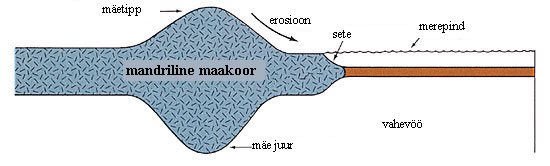 mäetipp
erosioon
sete
merepind
mandriline maakoor
vahevöö
mäe juur